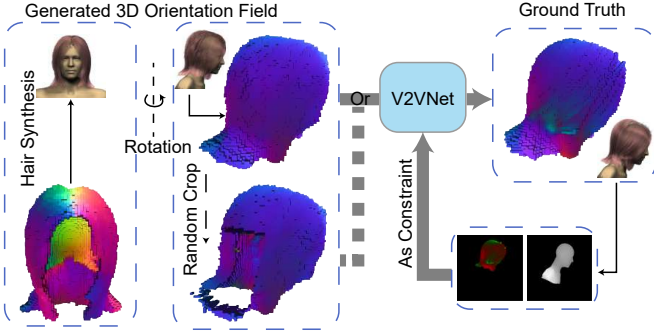 Generated 3D Orientation Field
Ground Truth
Hair Synthesis
Rotation
Random Crop
Or
V2VNet
As Constraint